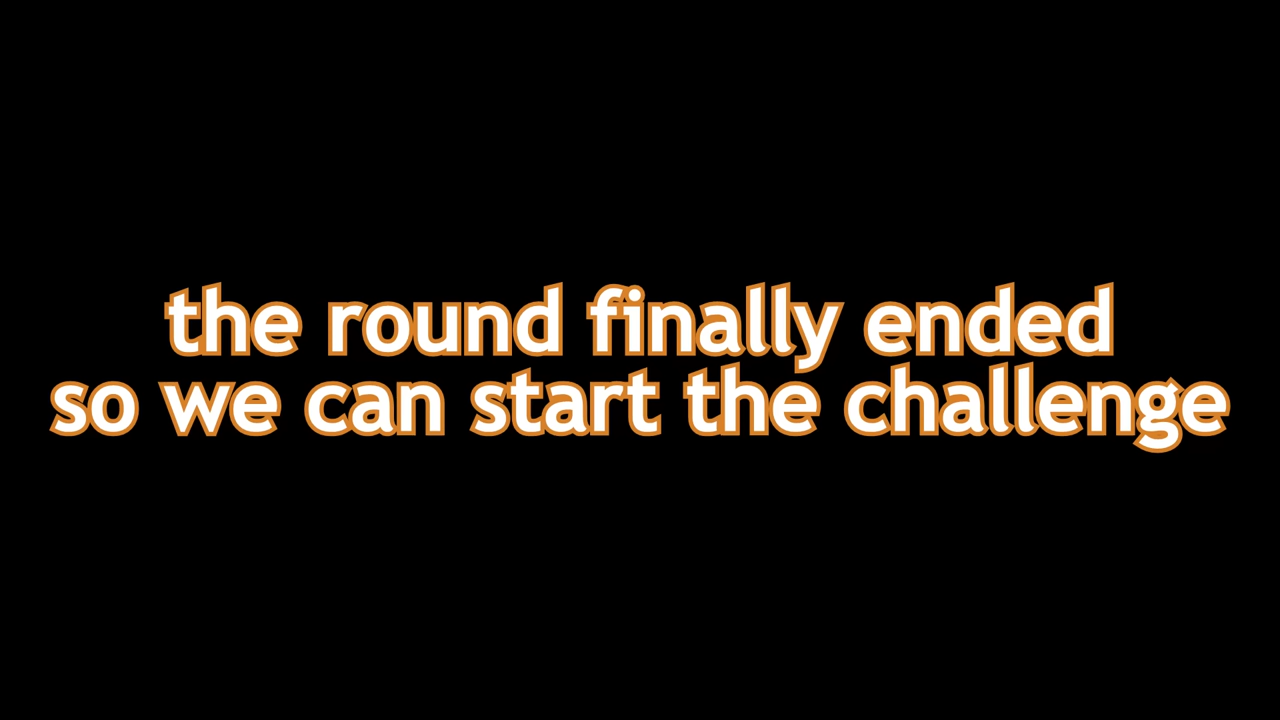 the round finally ended
so we can start the challenge